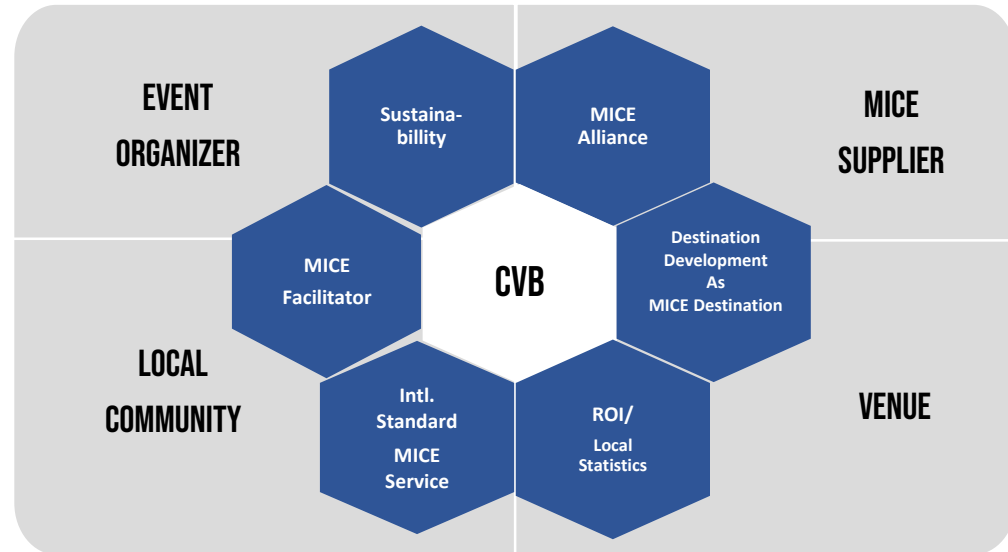 EVENT
ORGANIZER
Sustaina-
billity
MICE
Alliance
MICE
SUPPLIER
MICE
Facilitator
CVB
Destination
Development
As
MICE Destination
LOCAL
COMMUNITY
Intl.
Standard
MICE
Service
ROI/
Local
Statistics
VENUE